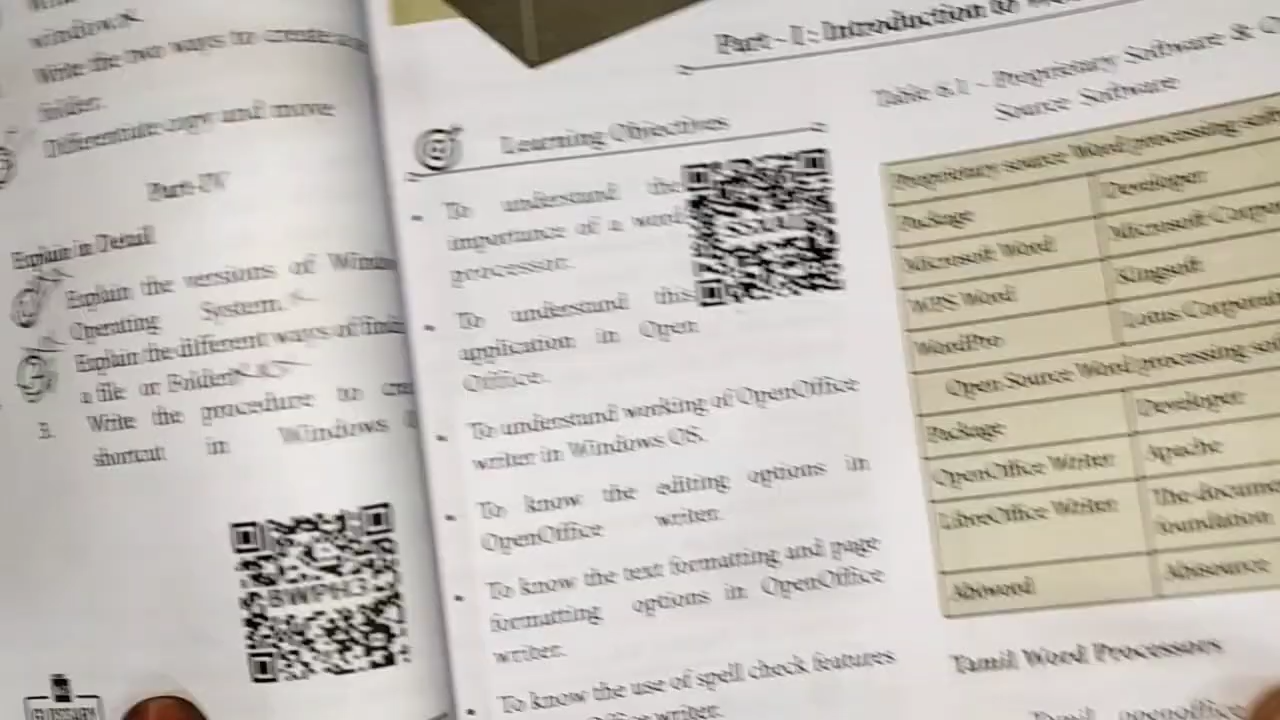 windows
Write the two ways to create a
folder.
Differentiate copy and move
Part-IV
Explain in Detail
Explain the versions of Windows
Operating System.
Explain the different ways of
a file or Folder
3. Write the procedure to
shortcut in Windows
GLOSSARY
Part - I : Introduction to
Learning Objectives
• To understand the
importance of a word
processor.
• To understand this
application in Open
Office.
• To understand working of OpenOffice
writer in Windows OS.
• To know the editing options in
OpenOffice writer.
• To know the text formatting and page
formatting options in OpenOffice
writer.
• To know the use of spell check features
Office writer.
Table 6.1 - Proprietary Software &
Source Software
Proprietary source Word processing
Package Developer
Microsoft Word Microsoft
WPS Word Kingsoft
WordPro Lotus
Open Source Word processing
Package Developer
OpenOffice Writer Apache
LibreOffice Writer The
foundation
Abiword Abisource
Tamil Word Processors
Tamil openoffice